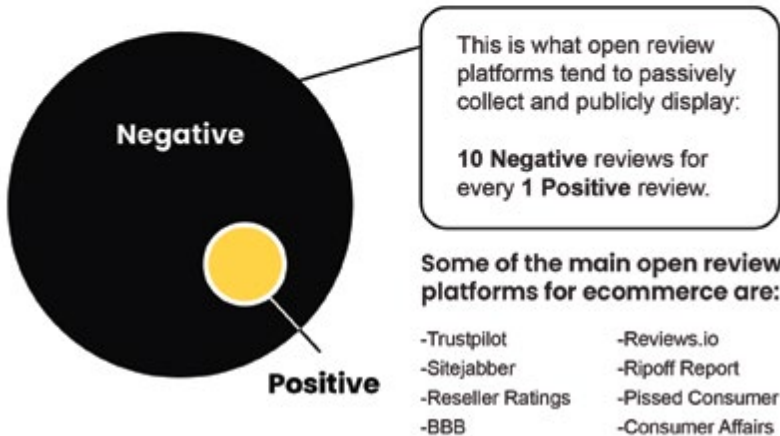 Negative
Positive
This is what open review
platforms tend to passively
collect and publicly display:
10 Negative reviews for
every 1 Positive review.
Some of the main open review
platforms for ecommerce are:
-Trustpilot
-Sitejabber
-Reseller Ratings
-BBB
-Reviews.io
-Ripoff Report
-Pissed Consumer
-Consumer Affairs